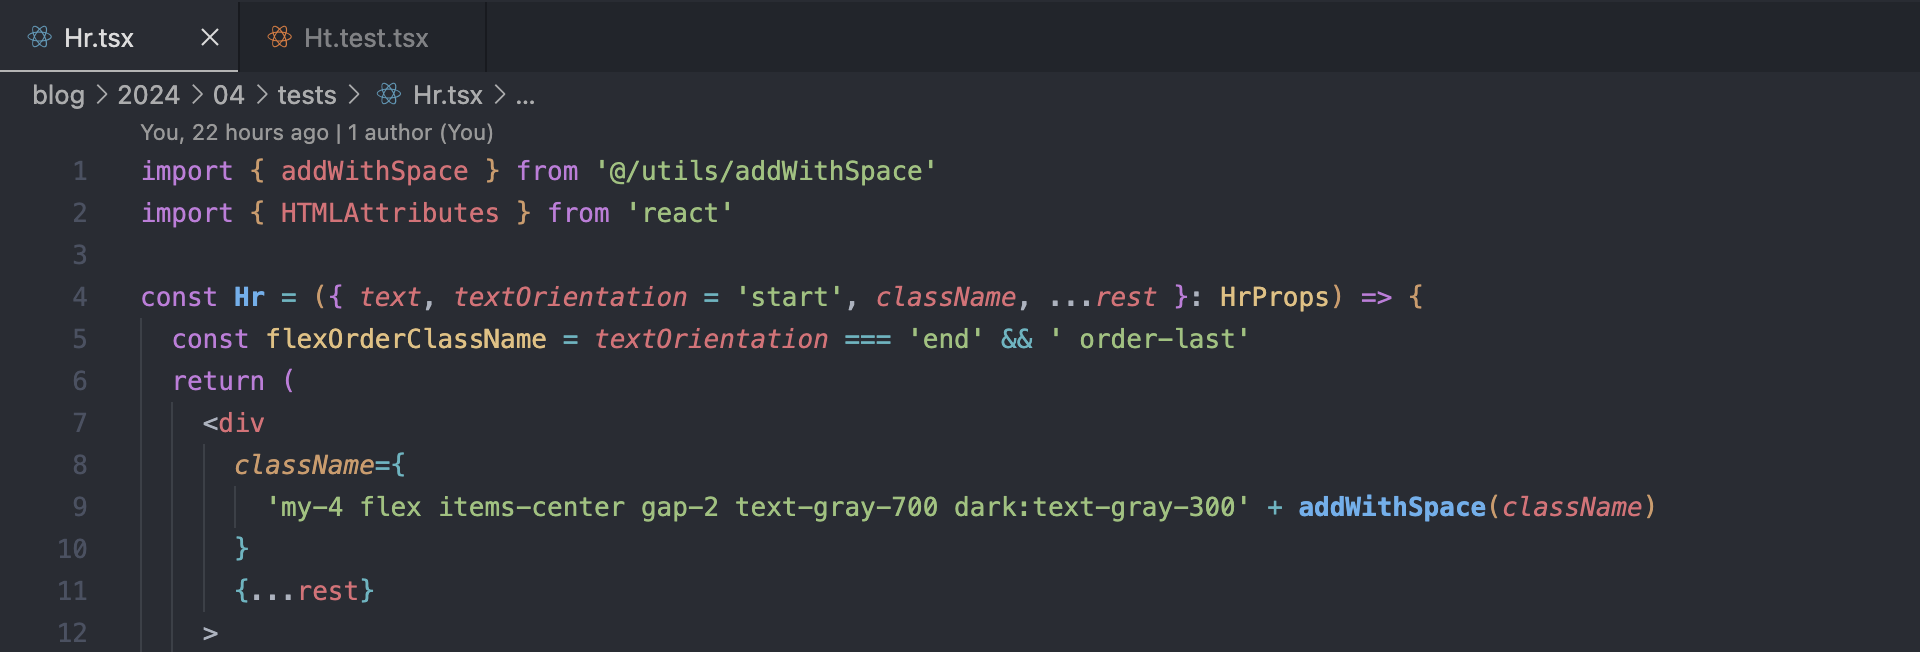 Hr.tsx × Ht.test.tsx
blog > 2024 > 04 > tests > Hr.tsx > ...
You, 22 hours ago | 1 author (You)
1 import { addWithSpace } from '@/utils/addWithSpace'
2 import { HTMLAttributes } from 'react'
3
4 const Hr = ({ text, textOrientation = 'start', className, ...rest }: HrProps) => {
5 const flexOrderClassName = textOrientation === 'end' && ' order-last'
6 return (
7 <div
8 className={
9 'my-4 flex items-center gap-2 text-gray-700 dark:text-gray-300' + addWithSpace(className)
10 }
11 {...rest}
12 >